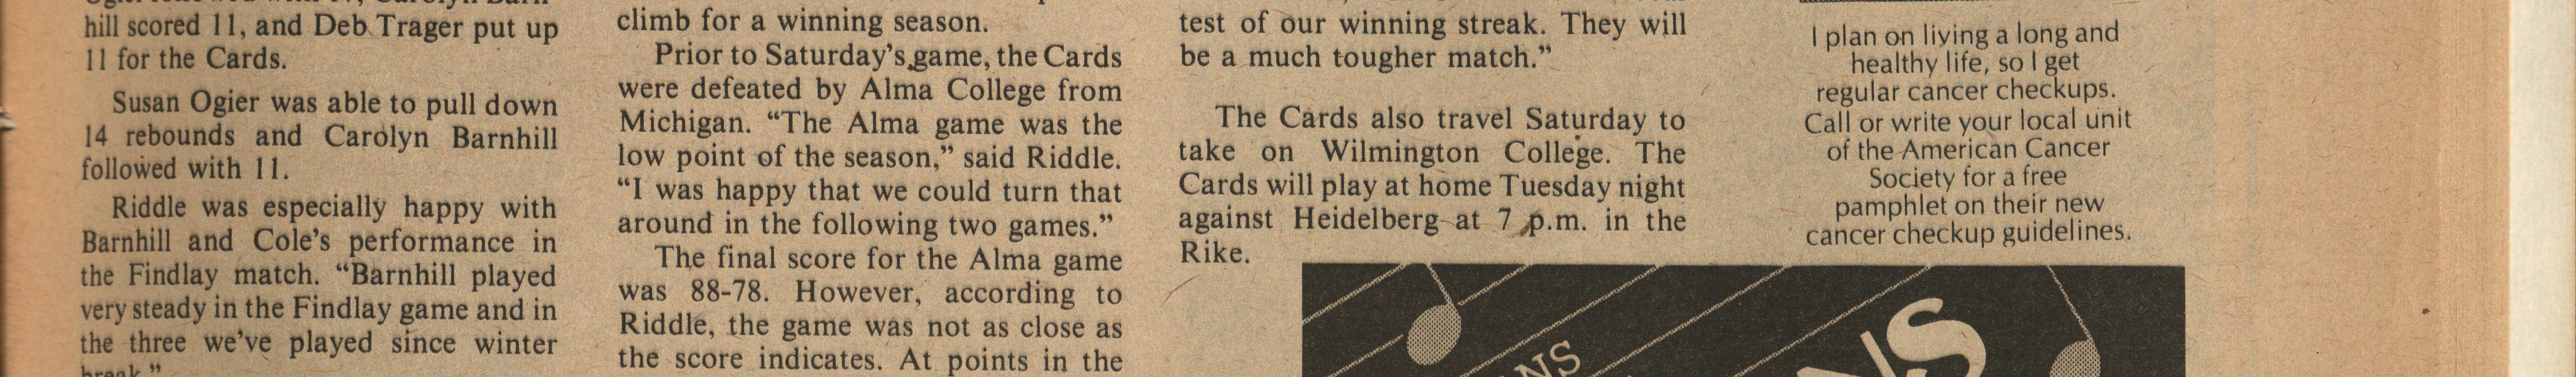 hill scored 11, and Deb Trager put up
11 for the Cards.
Susan Ogier was able to pull down
14 rebounds and Carolyn Barnhill
followed with 11.
Riddle was especially happy with
Barnhill and Cole's performance in
the Findlay match. “Barnhill played
very steady in the Findlay game and in
the three we've played since winter
break.”
climb for a winning season.
Prior to Saturday's game, the Cards
were defeated by Alma College from
Michigan. “The Alma game was the
low point of the season,” said Riddle.
“I was happy that we could turn that
around in the following two games.”
The final score for the Alma game
was 88-78. However, according to
Riddle, the game was not as close as
the score indicates. At points in the
test of our winning streak. They will
be a much tougher match.”
The Cards also travel Saturday to
take on Wilmington College. The
Cards will play at home Tuesday night
against Heidelberg at 7 p.m. in the
Rike.
I plan on living a long and
healthy life, so I get
regular cancer checkups.
Call or write your local unit
of the American Cancer
Society for a free
pamphlet on their new
cancer checkup guidelines.